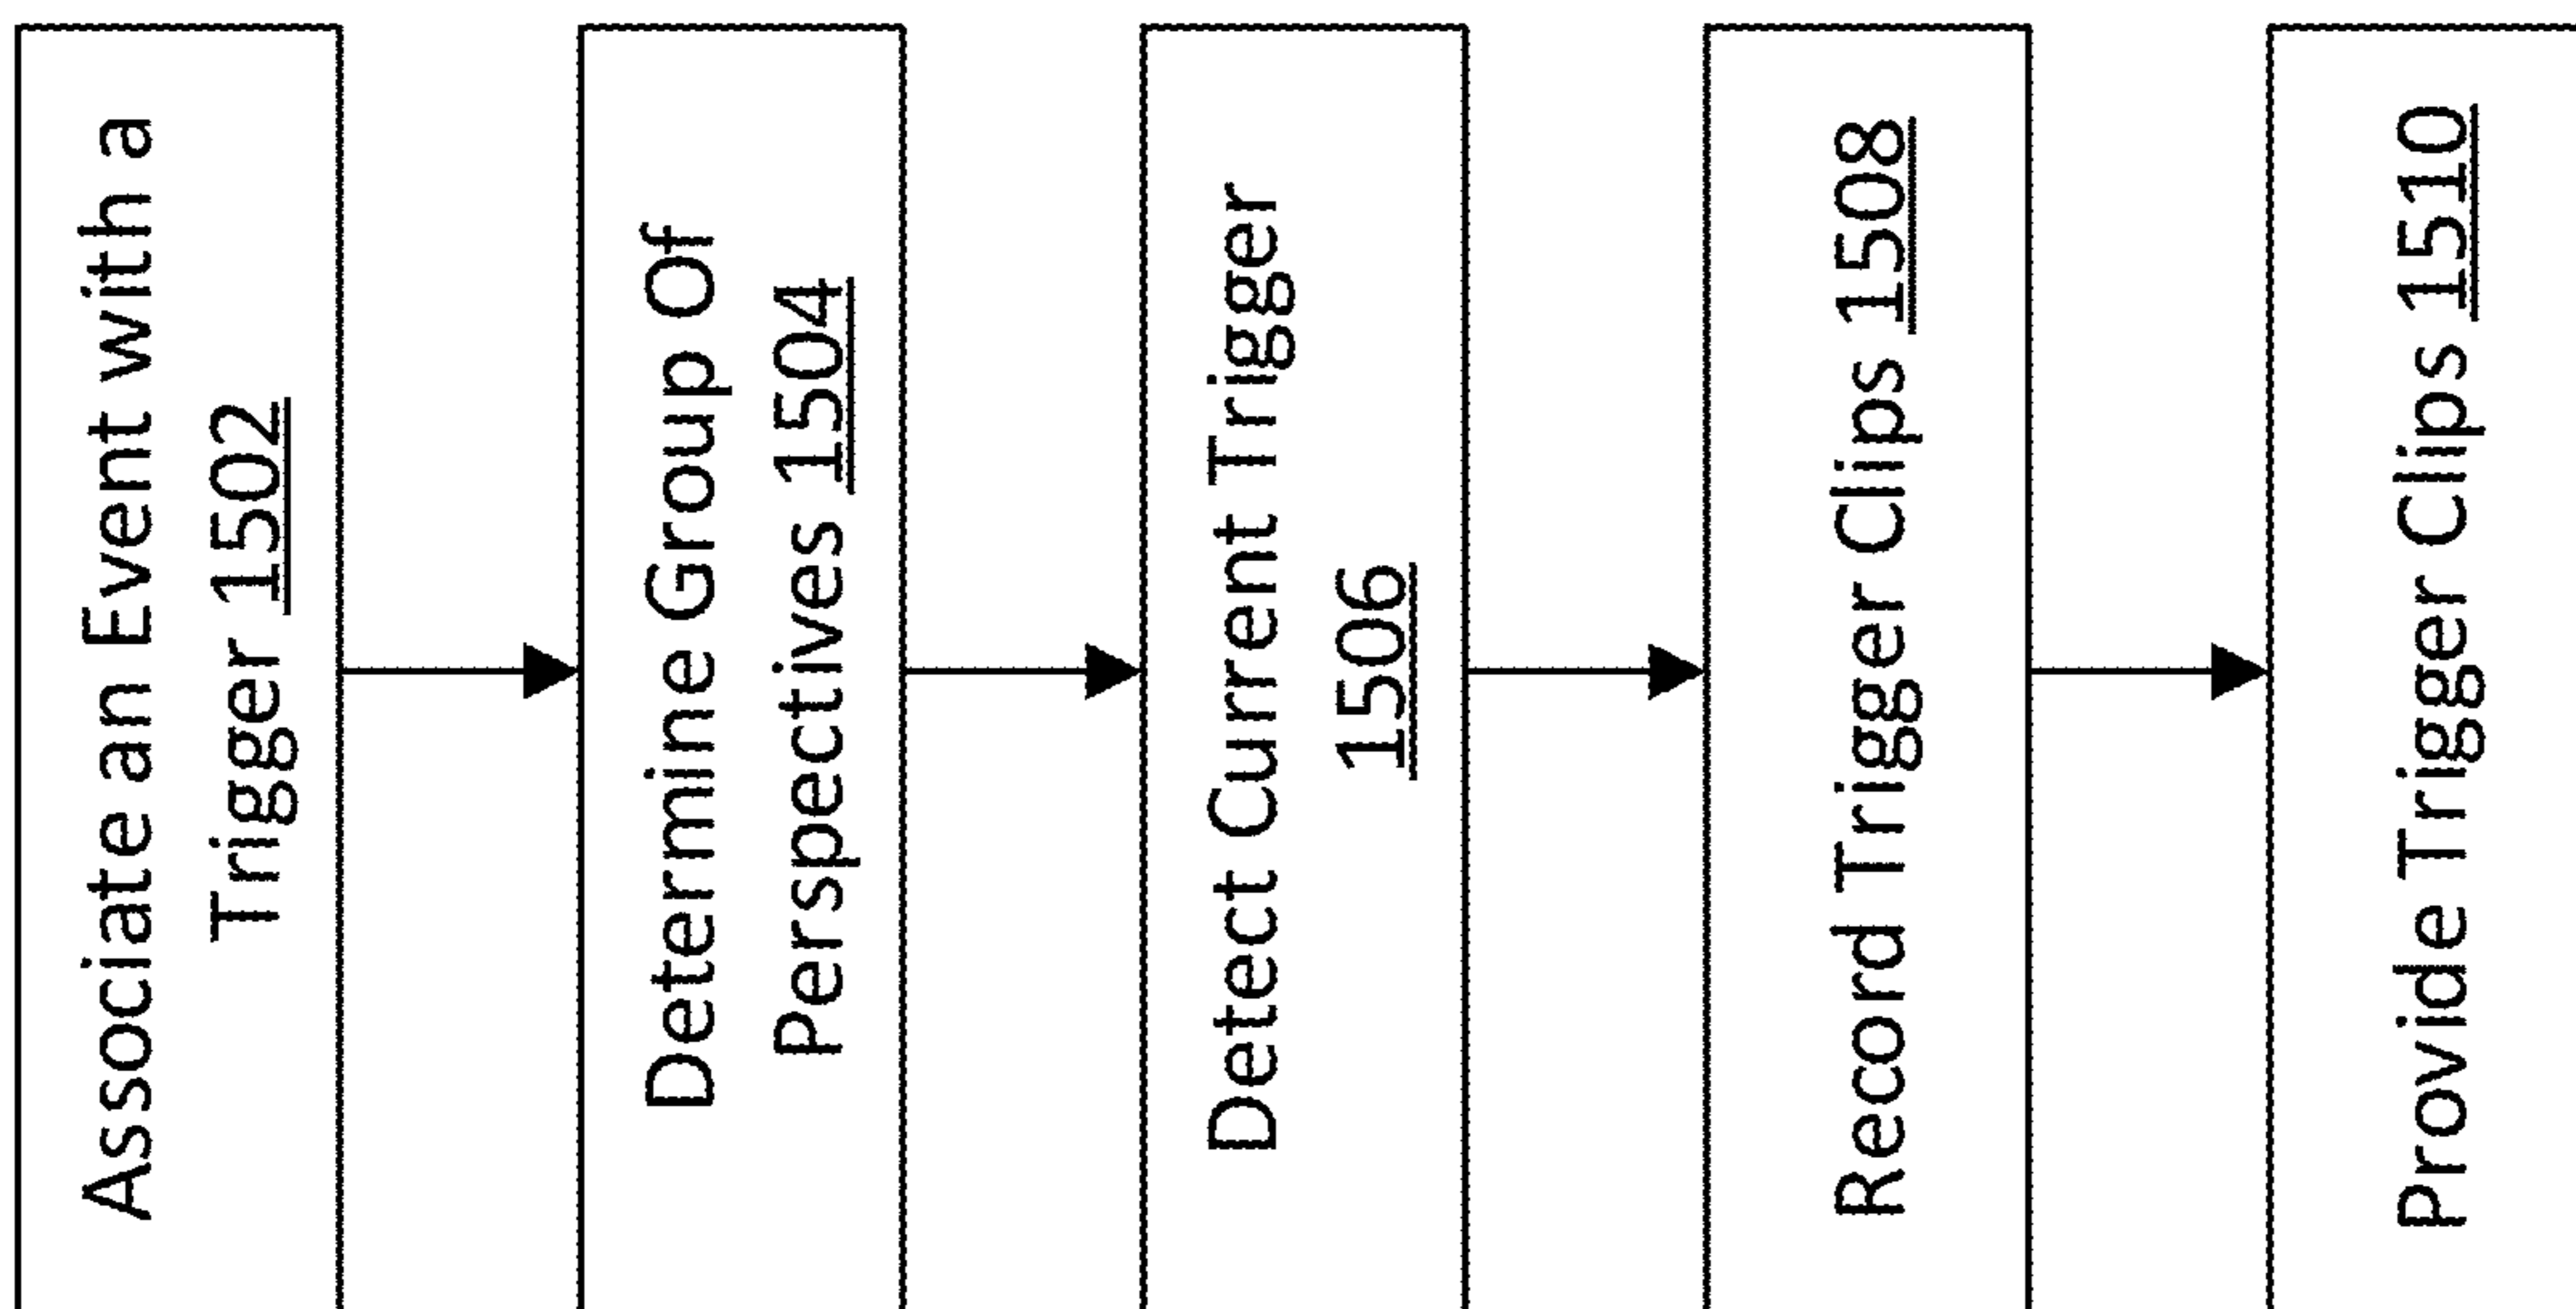 Associate an Event with a
Trigger 1502
Determine Group Of
Perspectives 1504
Detect Current Trigger
1506
Record Trigger Clips 1508
Provide Trigger Clips 1510